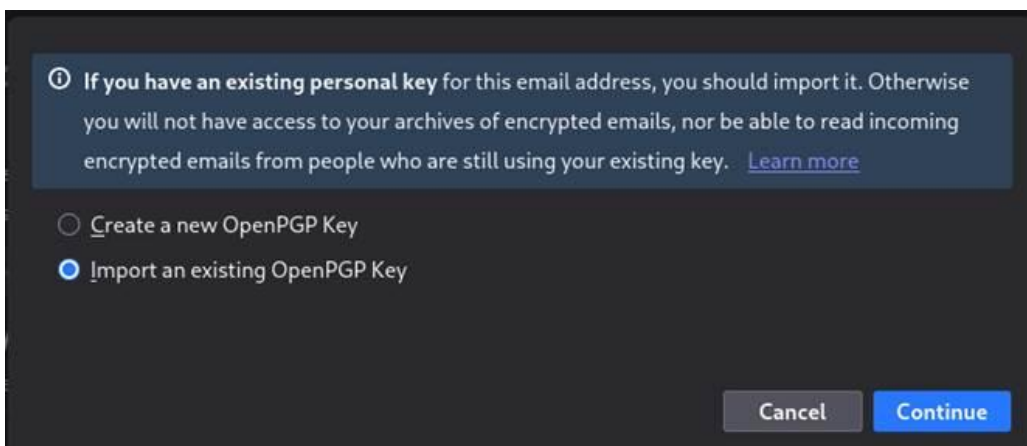 If you have an existing personal key for this email address, you should import it. Otherwise
you will not have access to your archives of encrypted emails, nor be able to read incoming
encrypted emails from people who are still using your existing key. Learn more
Create a new OpenPGP Key
Import an existing OpenPGP Key
Cancel Continue